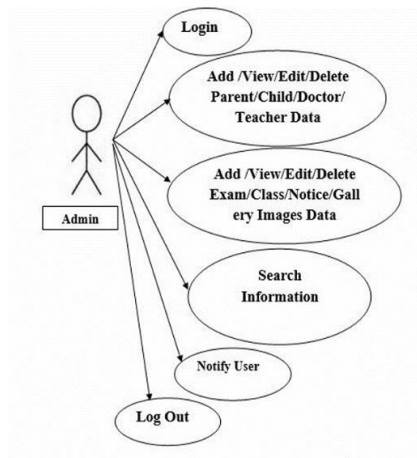 Login
Add /View/Edit/Delete
Parent/Child/Doctor/
Teacher Data
Admin
Add /View/Edit/Delete
Exam/Class/Notice/Gall
ery Images Data
Search
Information
Notify User
Log Out